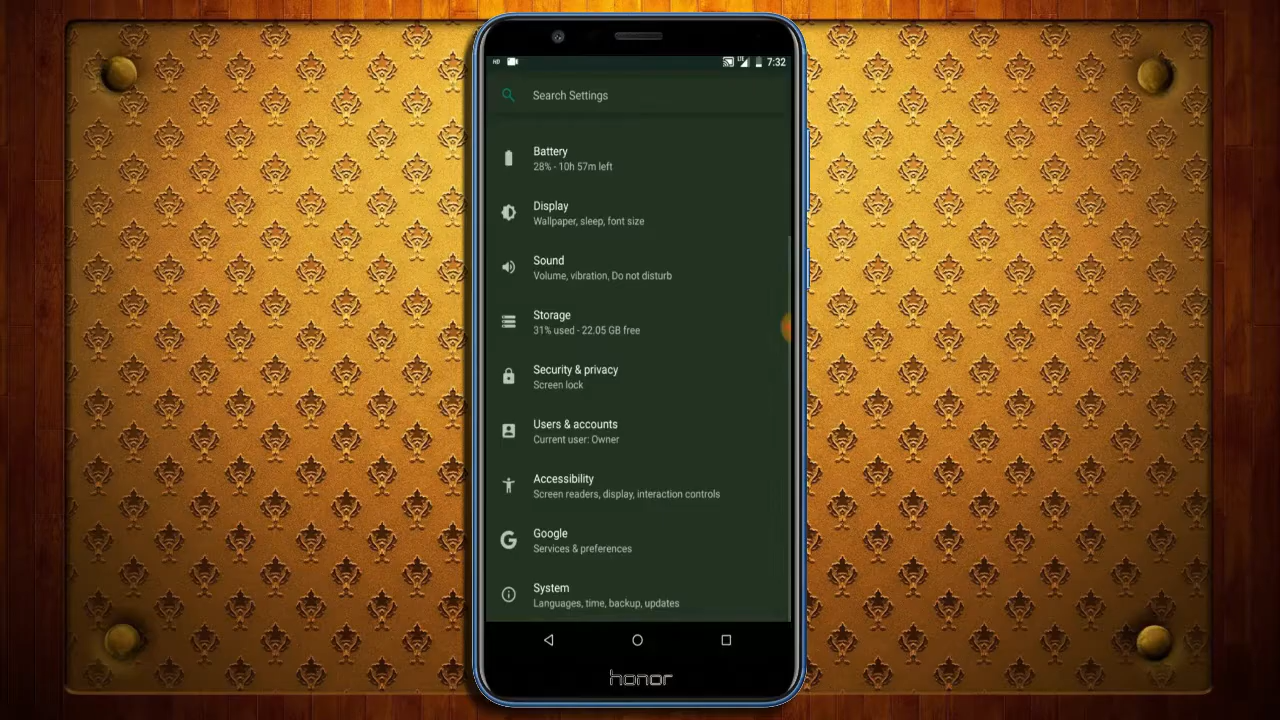 HD
LTE
7:32
Search Settings
Battery
28% - 10h 57m left
Display
Wallpaper, sleep, font size
Sound
Volume, vibration, Do not disturb
Storage
31% used - 22.05 GB free
Security & privacy
Screen lock
Users & accounts
Current user: Owner
Accessibility
Screen readers, display, interaction controls
Google
Services & preferences
System
Languages, time, backup, updates
honor